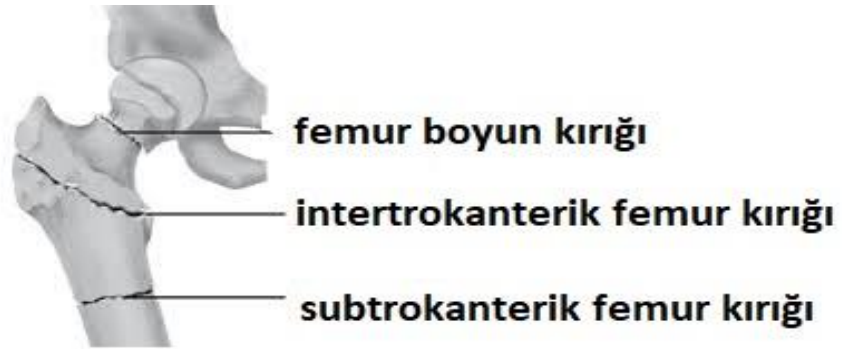 femur boyun kırığı
intertrokanterik femur kırığı
subtrokanterik femur kırığı